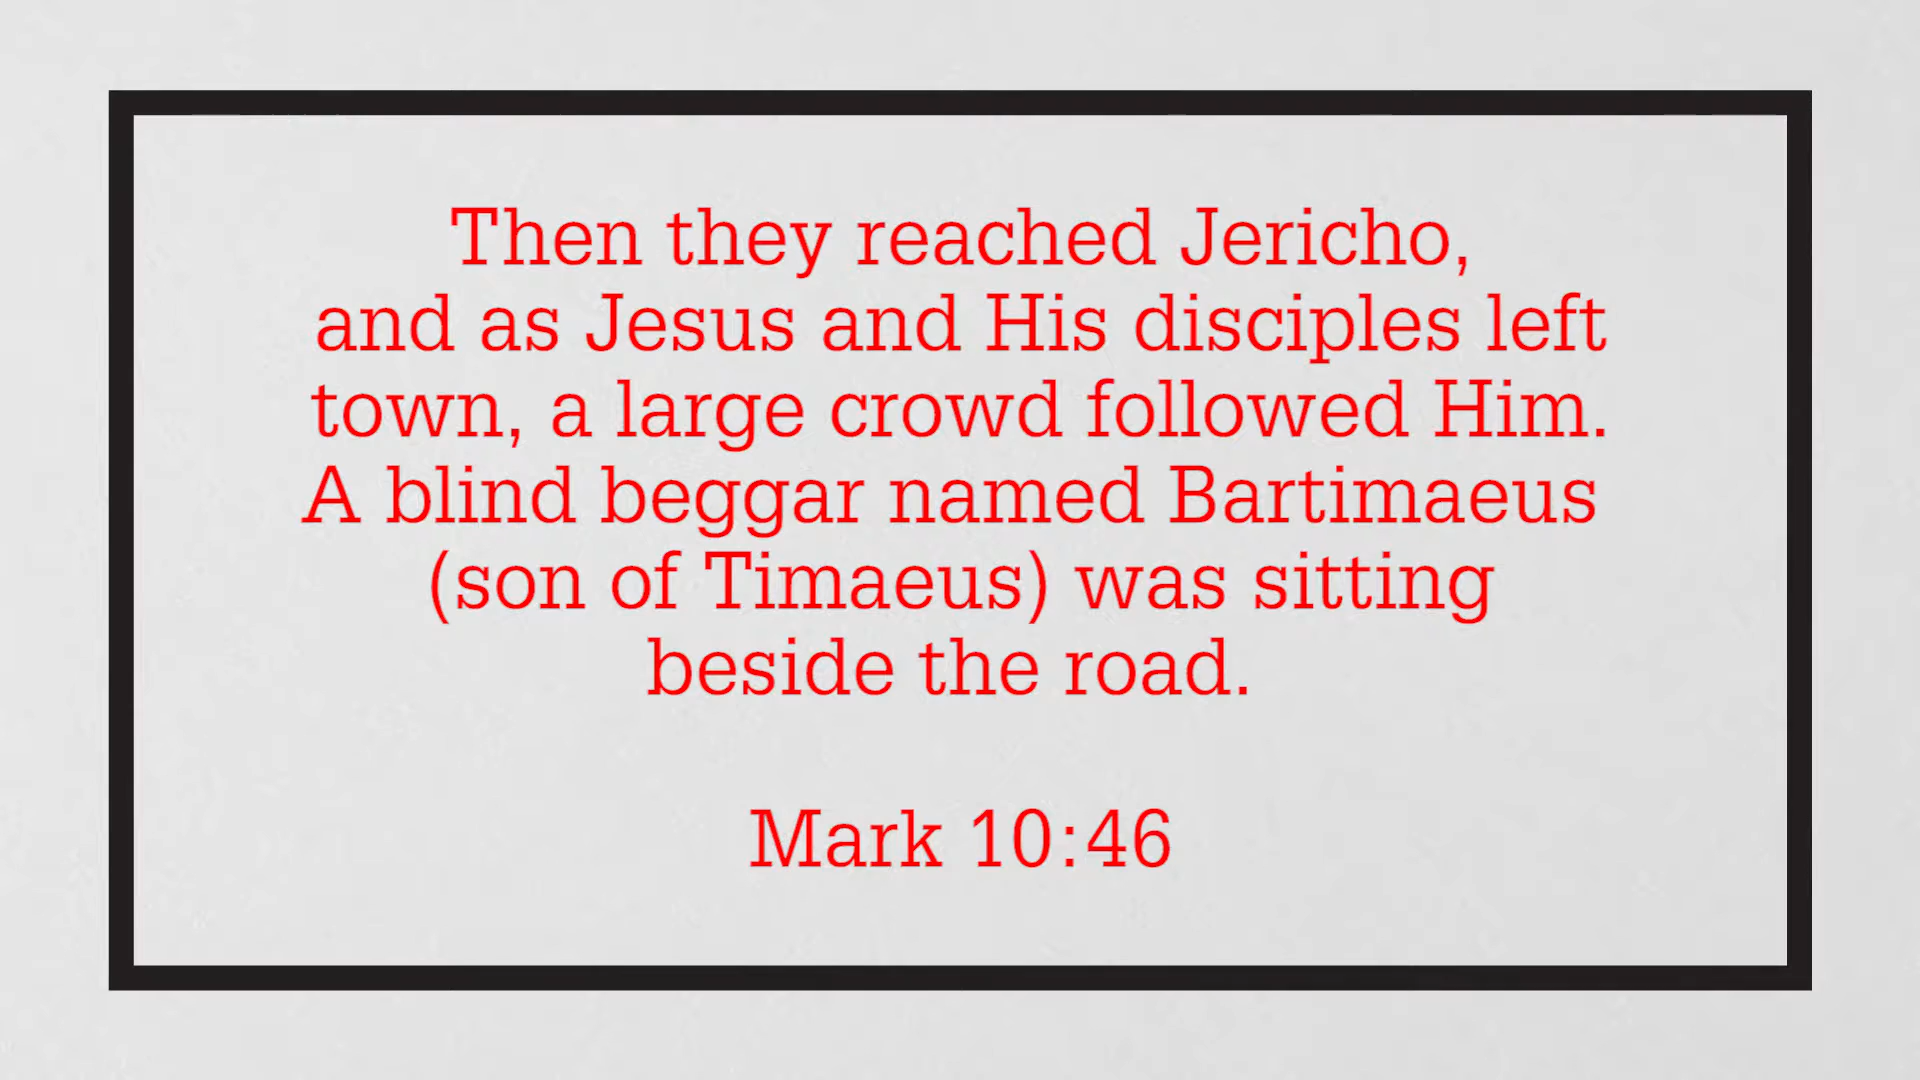 Then they reached Jericho,
and as Jesus and His disciples left
town, a large crowd followed Him.
A blind beggar named Bartimaeus
(son of Timaeus) was sitting
beside the road.
Mark 10:46